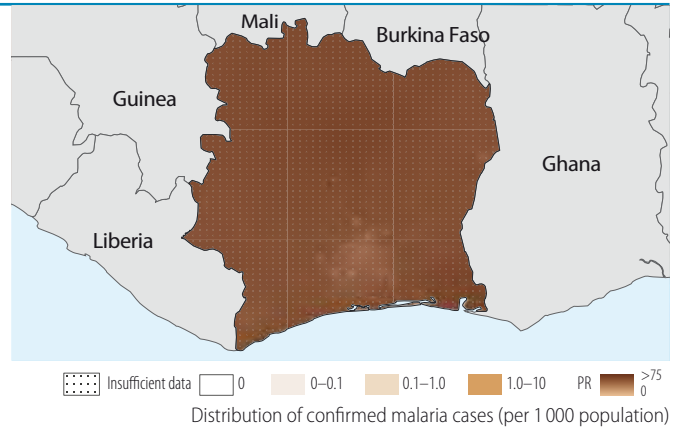 Mali
Burkina Faso
Guinea
Ghana
Liberia
Insufficient data 0 0–0.1 0.1–1.0 1.0–10 PR >75
0
Distribution of confirmed malaria cases (per 1 000 population)